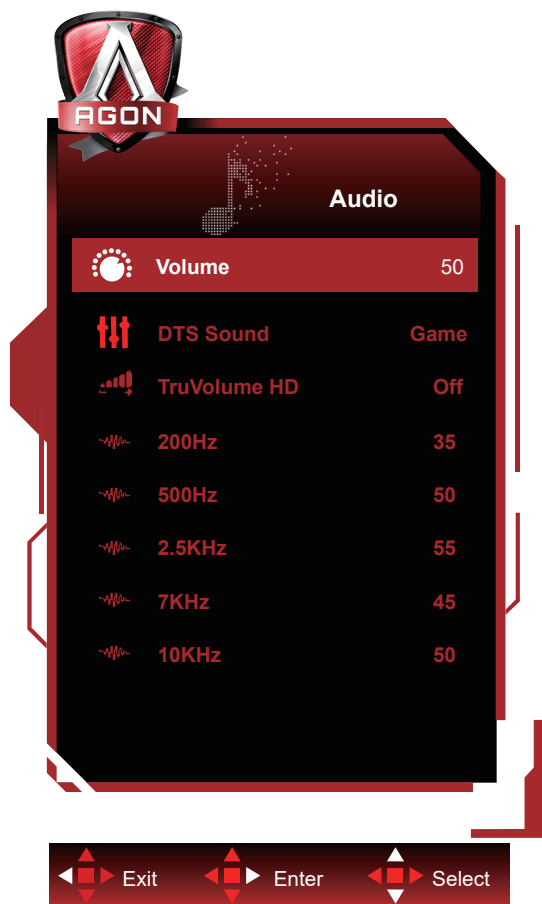 AGON
Audio
Volume 50
DTS Sound Game
TruVolume HD Off
200Hz 35
500Hz 50
2.5KHz 55
7KHz 45
10KHz 50
Exit Enter Select